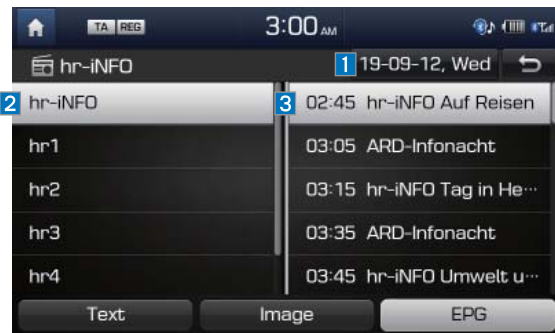 TA REG 3:00 AM
hr-iNFO 1 19-09-12, Wed
2 hr-iNFO 3 02:45 hr-iNFO Auf Reisen
hr1 03:05 ARD-Infonacht
hr2 03:15 hr-iNFO Tag in He···
hr3 03:35 ARD-Infonacht
hr4 03:45 hr-iNFO Umwelt u···
Text Image EPG